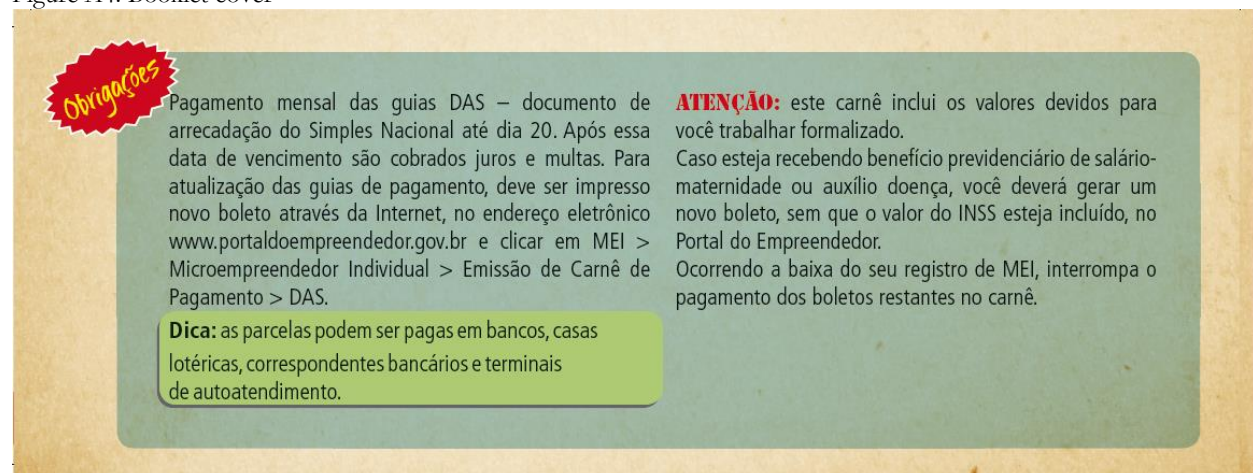 Figure A4: Booklet cover
Obrigações
Pagamento mensal das guias DAS – documento de
arrecadação do Simples Nacional até dia 20. Após essa
data de vencimento são cobrados juros e multas. Para
atualização das guias de pagamento, deve ser impresso
novo boleto através da Internet, no endereço eletrônico
www.portaldoempreendedor.gov.br e clicar em MEI >
Microempreendedor Individual > Emissão de Carnê de
Pagamento > DAS.
Dica: as parcelas podem ser pagas em bancos, casas
lotéricas, correspondentes bancários e terminais
de autoatendimento.
ATENÇÃO: este carnê inclui os valores devidos para
você trabalhar formalizado.
Caso esteja recebendo benefício previdenciário de salário-
maternidade ou auxílio doença, você deverá gerar um
novo boleto, sem que o valor do INSS esteja incluído, no
Portal do Empreendedor.
Ocorrendo a baixa do seu registro de MEI, interrompa o
pagamento dos boletos restantes no carnê.